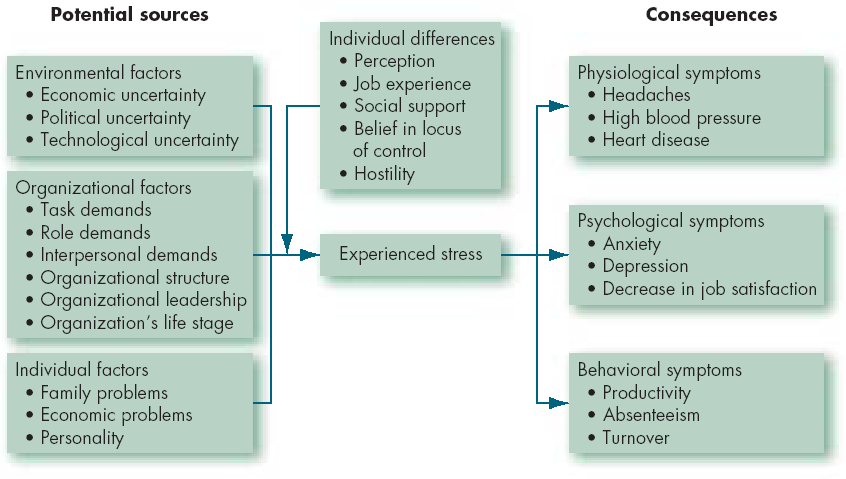 Potential sources
Environmental factors
• Economic uncertainty
• Political uncertainty
• Technological uncertainty
Organizational factors
• Task demands
• Role demands
• Interpersonal demands
• Organizational structure
• Organizational leadership
• Organization's life stage
Individual factors
• Family problems
• Economic problems
• Personality
Individual differences
• Perception
• Job experience
• Social support
• Belief in locus
of control
• Hostility
Experienced stress
Consequences
Physiological symptoms
• Headaches
• High blood pressure
• Heart disease
Psychological symptoms
• Anxiety
• Depression
• Decrease in job satisfaction
Behavioral symptoms
• Productivity
• Absenteeism
• Turnover